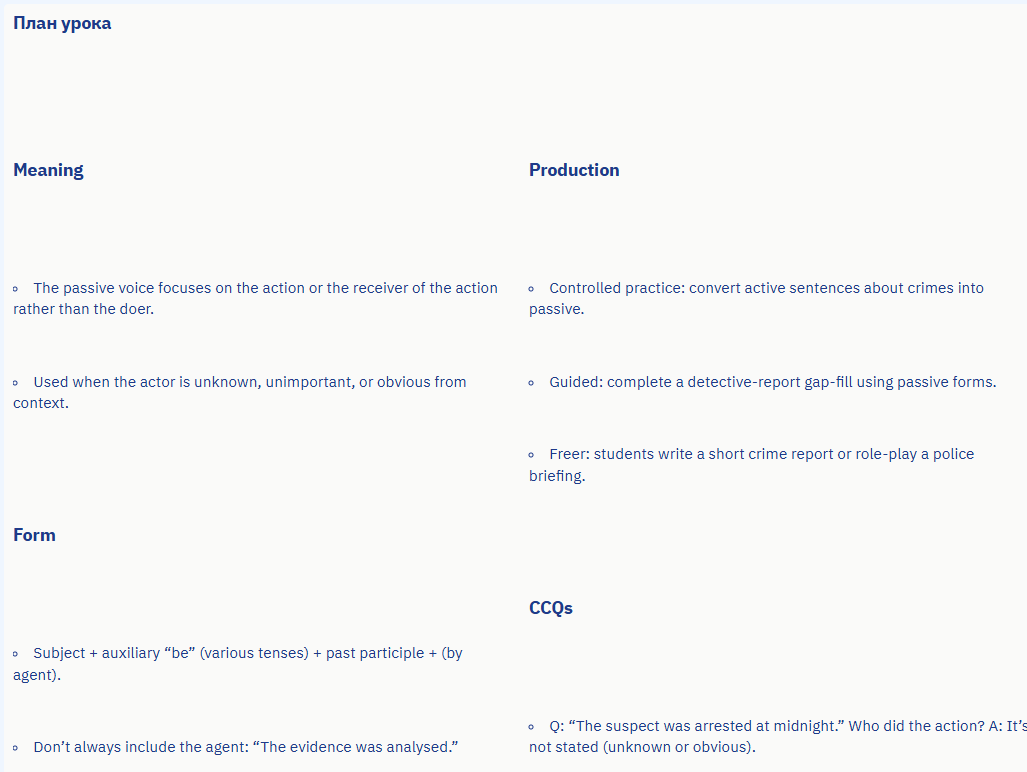 План урока
Meaning
◦ The passive voice focuses on the action or the receiver of the action
rather than the doer.
◦ Used when the actor is unknown, unimportant, or obvious from
context.
Form
◦ Subject + auxiliary “be” (various tenses) + past participle + (by
agent).
◦ Don’t always include the agent: “The evidence was analysed.”
Production
◦ Controlled practice: convert active sentences about crimes into
passive.
◦ Guided: complete a detective-report gap-fill using passive forms.
◦ Freer: students write a short crime report or role-play a police
briefing.
CCQs
◦ Q: “The suspect was arrested at midnight.” Who did the action? A: It’s
not stated (unknown or obvious).